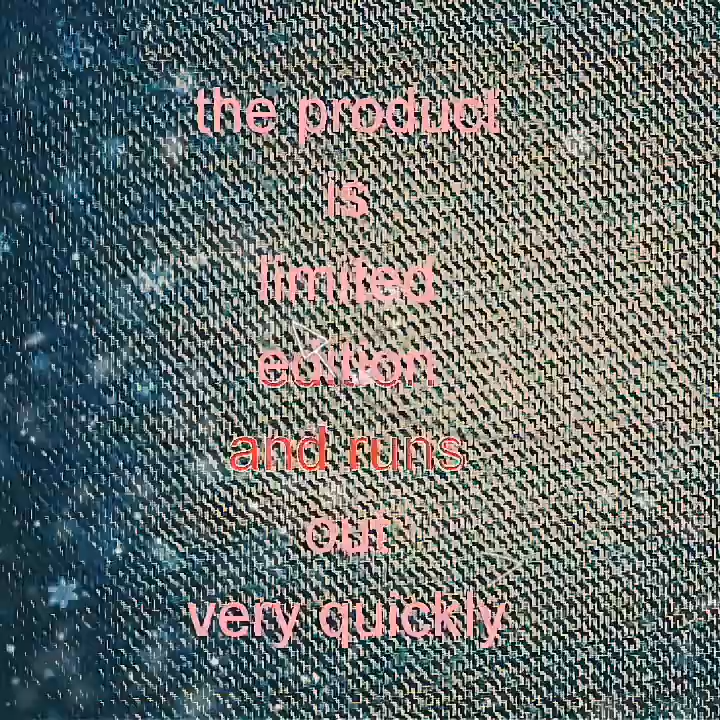 the product
is
limited
edition
and runs
out
very quickly